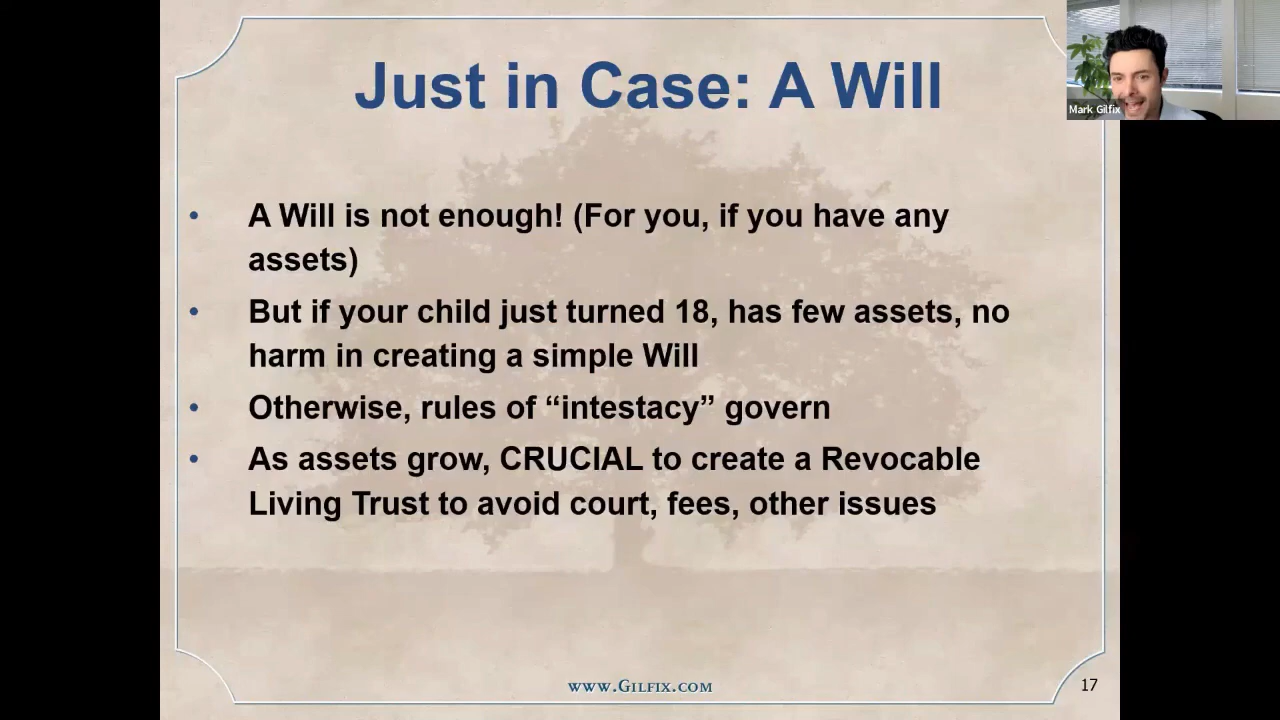 Just in Case: A Will
Mark Gilfix
• A Will is not enough! (For you, if you have any
assets)
• But if your child just turned 18, has few assets, no
harm in creating a simple Will
• Otherwise, rules of “intestacy” govern
• As assets grow, CRUCIAL to create a Revocable
Living Trust to avoid court, fees, other issues
www.Gilfix.com
17